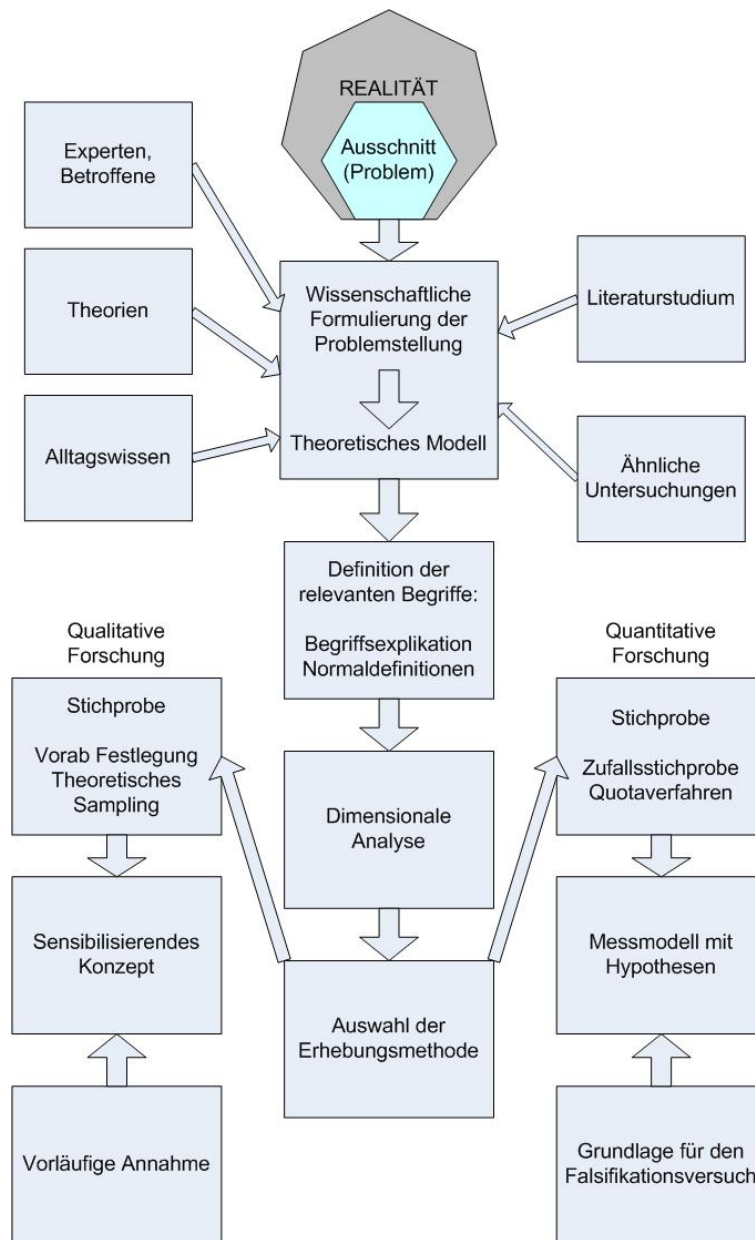 REALITÄT
Ausschnitt
(Problem)
Experten,
Betroffene
Theorien
Alltagswissen
Wissenschaftliche
Formulierung der
Problemstellung
Theoretisches Modell
Literaturstudium
Ähnliche
Untersuchungen
Definition der
relevanten Begriffe:
Begriffsexplikation
Normaldefinitionen
Dimensionale
Analyse
Auswahl der
Erhebungsmethode
Qualitative
Forschung
Stichprobe
Vorab Festlegung
Theoretisches
Sampling
Sensibilisierendes
Konzept
Vorläufige Annahme
Quantitative
Forschung
Stichprobe
Zufallsstichprobe
Quotaverfahren
Messmodell mit
Hypothesen
Grundlage für den
Falsifikationsversuch